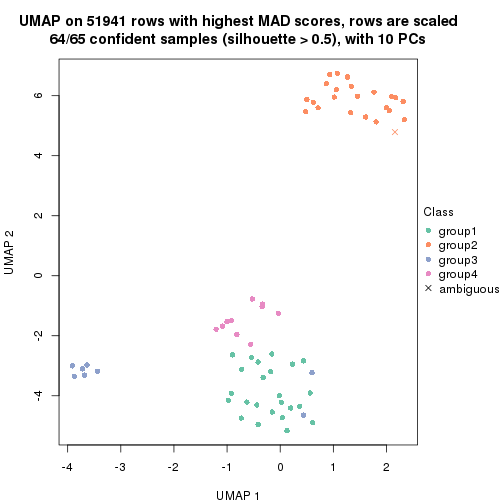 UMAP on 51941 rows with highest MAD scores, rows are scaled
64/65 confident samples (silhouette > 0.5), with 10 PCs
6
4
2
0
-2
-4
UMAP 2
-4
-3
-2
-1
0
1
2
UMAP 1
Class
group1
group2
group3
group4
ambiguous